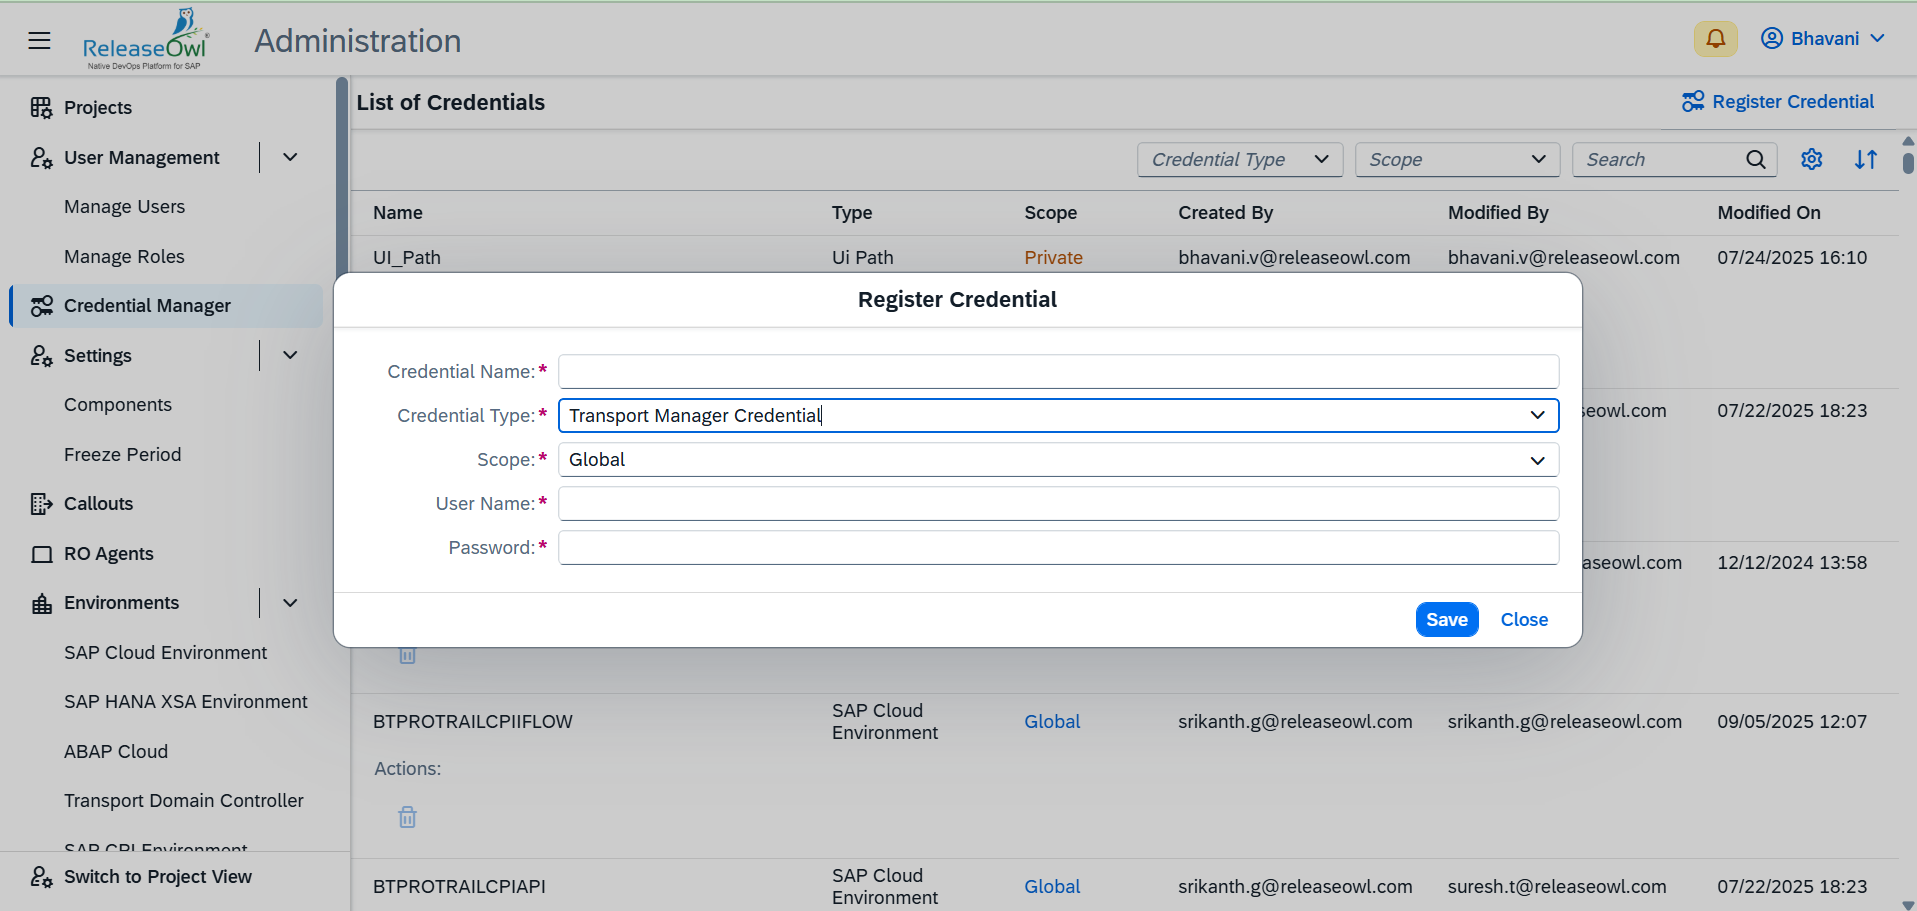 ReleaseOwl
Native DevOps Platform for SAP
Administration
Bhavani
Projects
User Management
Manage Users
Manage Roles
Credential Manager
Settings
Components
Freeze Period
Callouts
RO Agents
Environments
SAP Cloud Environment
SAP HANA XSA Environment
ABAP Cloud
Transport Domain Controller
SAP CPI Environment
Switch to Project View
List of Credentials
Register Credential
Credential Type
Scope
Search
Name Type Scope Created By Modified By Modified On
UI_Path Ui Path Private bhavani.v@releaseowl.com bhavani.v@releaseowl.com 07/24/2025 16:10
seowl.com 07/22/2025 18:23
aseowl.com 12/12/2024 13:58
Register Credential
Credential Name:*
Credential Type:* Transport Manager Credential
Scope:* Global
User Name:*
Password:*
Save Close
BTPROTRAILCPIIFLOW SAP Cloud Environment Global srikanth.g@releaseowl.com srikanth.g@releaseowl.com 09/05/2025 12:07
Actions:
BTPROTRAILCPIAPI SAP Cloud Environment Global srikanth.g@releaseowl.com suresh.t@releaseowl.com 07/22/2025 18:23